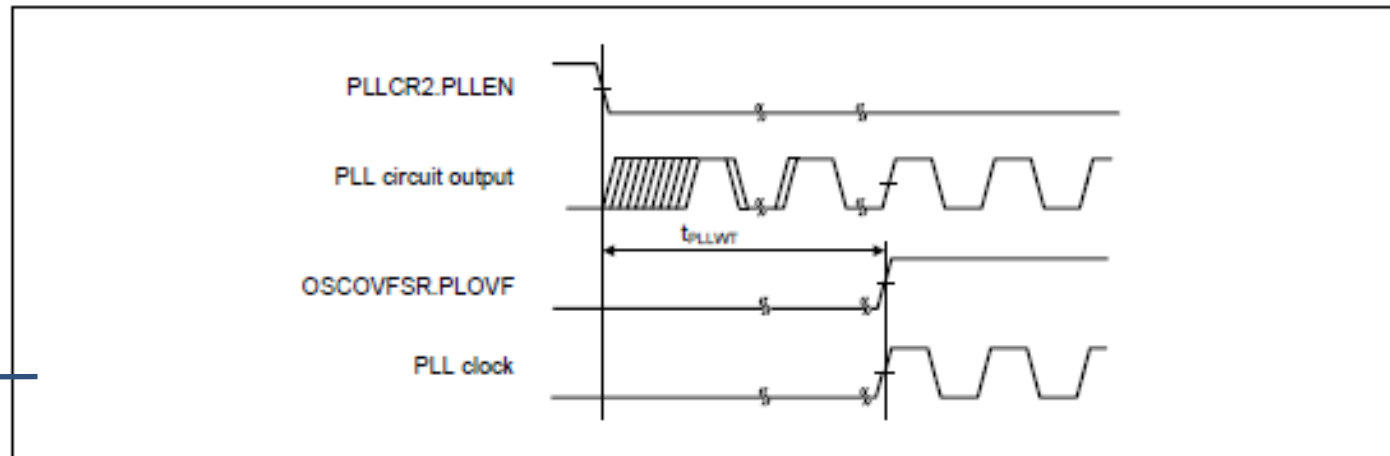 PLLCR2.PLLEN
PLL circuit output
tPLLWT
OSCOVFSR.PLOVF
PLL clock